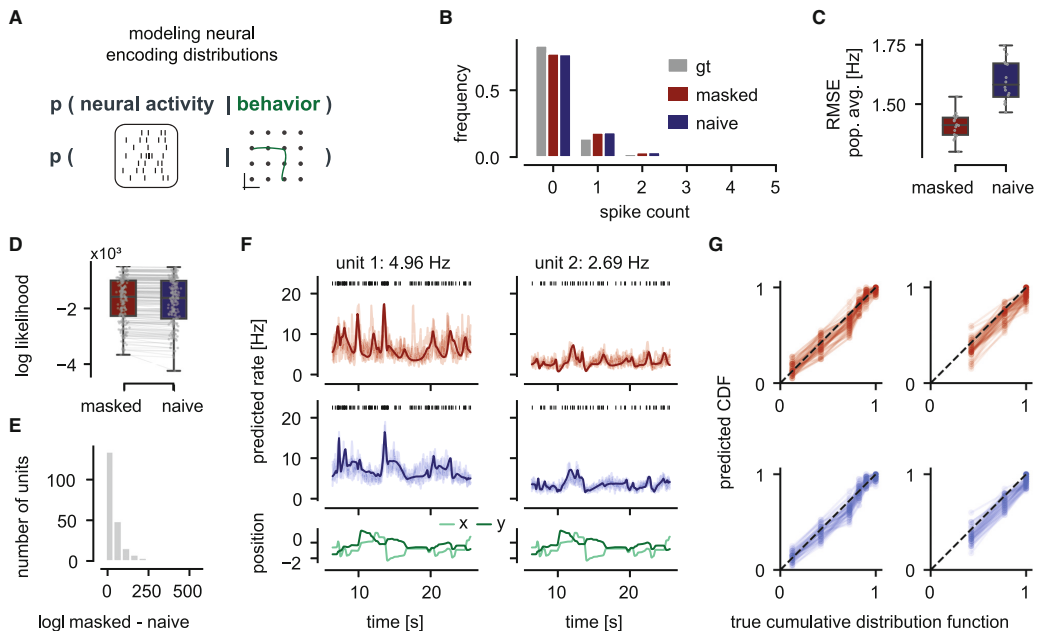 A
modeling neural
encoding distributions
p ( neural activity | behavior )
p ( | )
B
frequency
0.5
0.0
gt
masked
naive
0 1 2 3 4 5
spike count
C
RMSE
pop. avg. [Hz]
1.75
1.50
masked naive
D
x10³
log likelihood
−2
−4
masked naive
E
number of units
100
50
0
0 250 500
logl masked - naive
F
unit 1: 4.96 Hz unit 2: 2.69 Hz
predicted rate [Hz]
20
10
0
20
10
0
x y
position
0
−2
10 20 10 20
time [s] time [s]
G
predicted CDF
1 1
0 0
0 1 0 1
1 1
0 0
0 1 0 1
true cumulative distribution function